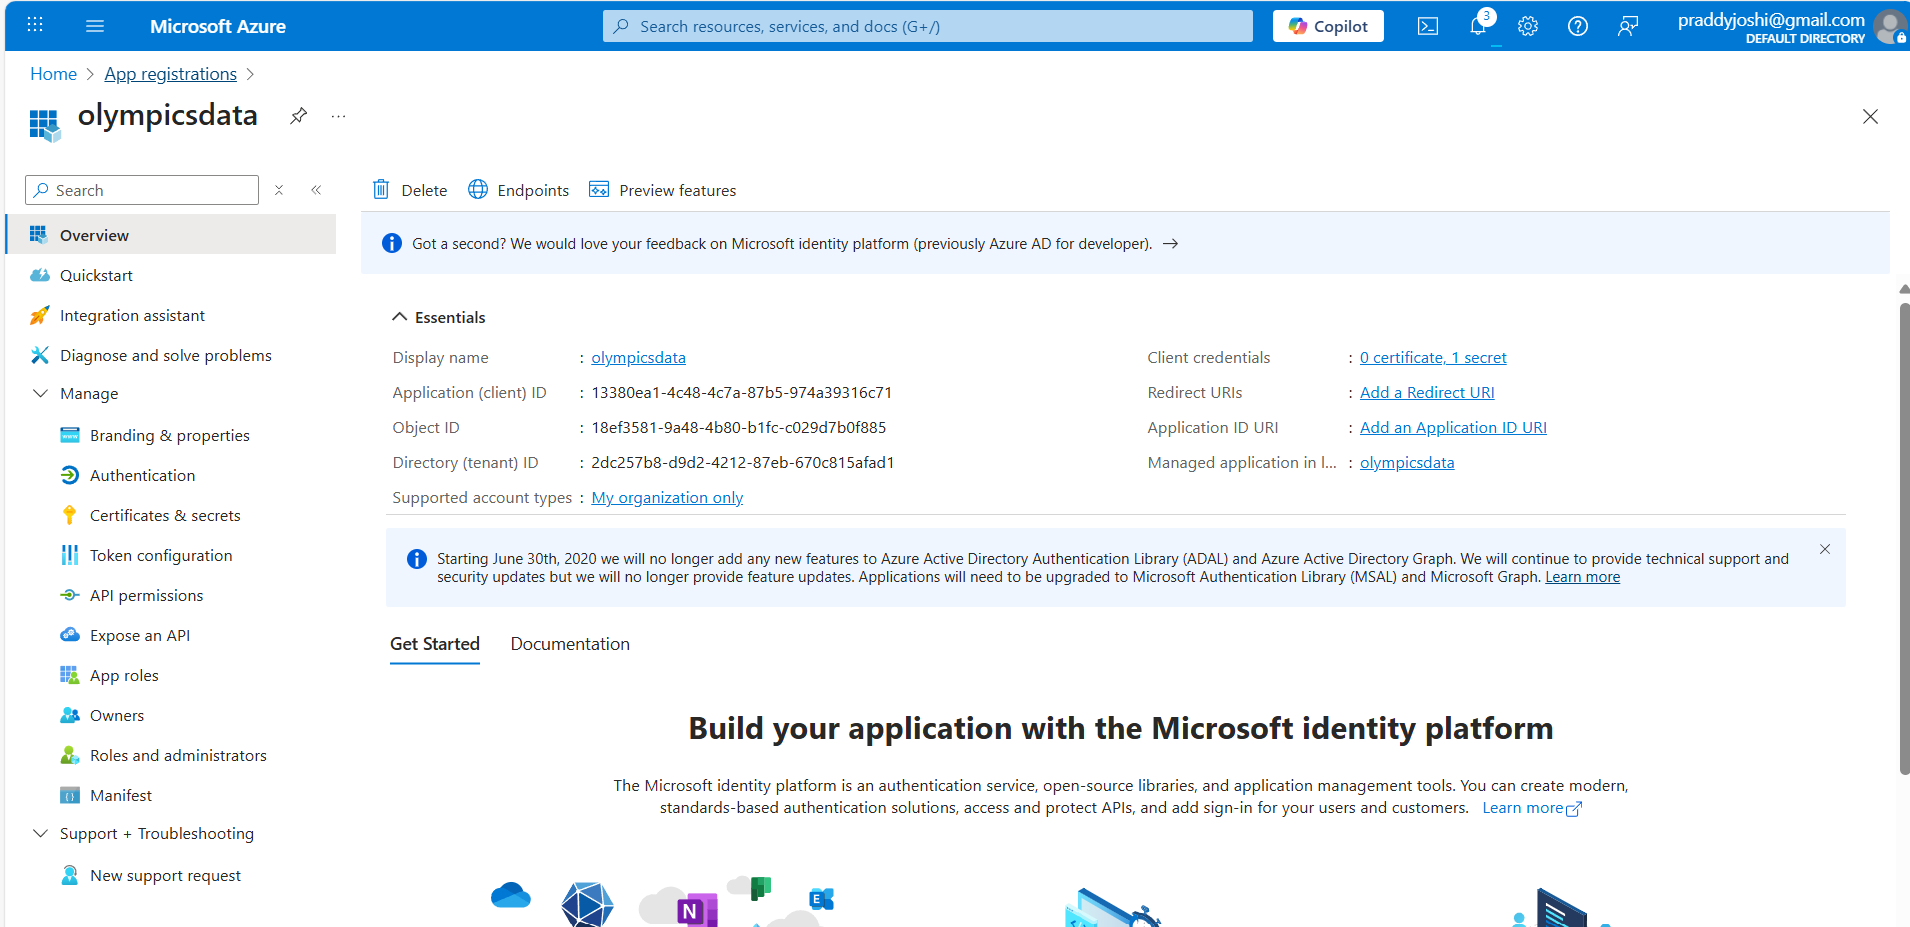 Microsoft Azure
Search resources, services, and docs (G+/)
Copilot
3
praddyjoshi@gmail.com
DEFAULT DIRECTORY
Home > App registrations >
olympicsdata
...
Search
Overview
Quickstart
Integration assistant
Diagnose and solve problems
Manage
Branding & properties
Authentication
Certificates & secrets
Token configuration
API permissions
Expose an API
App roles
Owners
Roles and administrators
Manifest
Support + Troubleshooting
New support request
Delete
Endpoints
Preview features
Got a second? We would love your feedback on Microsoft identity platform (previously Azure AD for developer). →
Essentials
Display name : olympicsdata
Application (client) ID : 13380ea1-4c48-4c7a-87b5-974a39316c71
Object ID : 18ef3581-9a48-4b80-b1fc-c029d7b0f885
Directory (tenant) ID : 2dc257b8-d9d2-4212-87eb-670c815afad1
Supported account types : My organization only
Client credentials : 0 certificate, 1 secret
Redirect URIs : Add a Redirect URI
Application ID URI : Add an Application ID URI
Managed application in l... : olympicsdata
Starting June 30th, 2020 we will no longer add any new features to Azure Active Directory Authentication Library (ADAL) and Azure Active Directory Graph. We will continue to provide technical support and
security updates but we will no longer provide feature updates. Applications will need to be upgraded to Microsoft Authentication Library (MSAL) and Microsoft Graph. Learn more
Get Started
Documentation
Build your application with the Microsoft identity platform
The Microsoft identity platform is an authentication service, open-source libraries, and application management tools. You can create modern,
standards-based authentication solutions, access and protect APIs, and add sign-in for your users and customers. Learn more
N
E